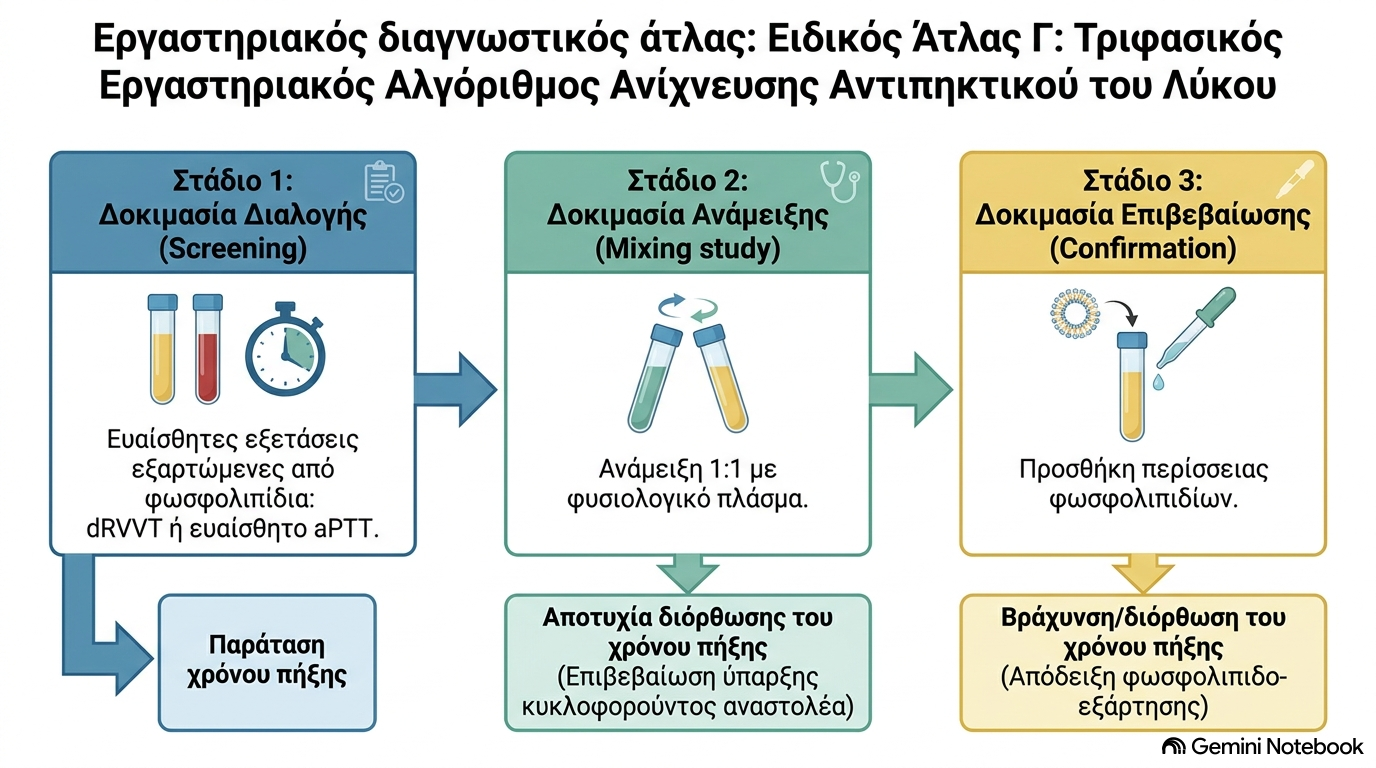 Εργαστηριακός διαγνωστικός άτλας: Ειδικός Άτλας Γ: Τριφασικός
Εργαστηριακός Αλγόριθμος Ανίχνευσης Αντιπηκτικού του Λύκου
Στάδιο 1:
Δοκιμασία Διαλογής
(Screening)
Ευαίσθητες εξετάσεις
εξαρτώμενες από
φωσφολιπίδια:
dRVVT ή ευαίσθητο aPTT.
Παράταση
χρόνου πήξης
Στάδιο 2:
Δοκιμασία Ανάμειξης
(Mixing study)
Ανάμειξη 1:1 με
φυσιολογικό πλάσμα.
Αποτυχία διόρθωσης του
χρόνου πήξης
(Επιβεβαίωση ύπαρξης
κυκλοφορούντος αναστολέα)
Στάδιο 3:
Δοκιμασία Επιβεβαίωσης
(Confirmation)
Προσθήκη περίσσειας
φωσφολιπιδίων.
Βράχυνση/διόρθωση του
χρόνου πήξης
(Απόδειξη φωσφολιπιδο-
εξάρτησης)
Gemini Notebook